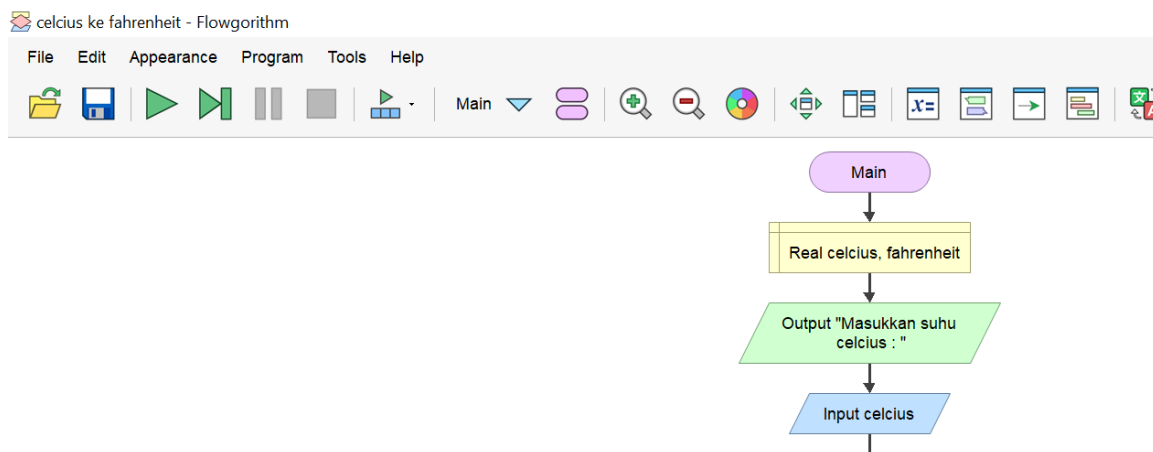 celcius ke fahrenheit - Flowgorithm
File Edit Appearance Program Tools Help
Main
x=
文
A
Main
Real celcius, fahrenheit
Output "Masukkan suhu
celcius : "
Input celcius